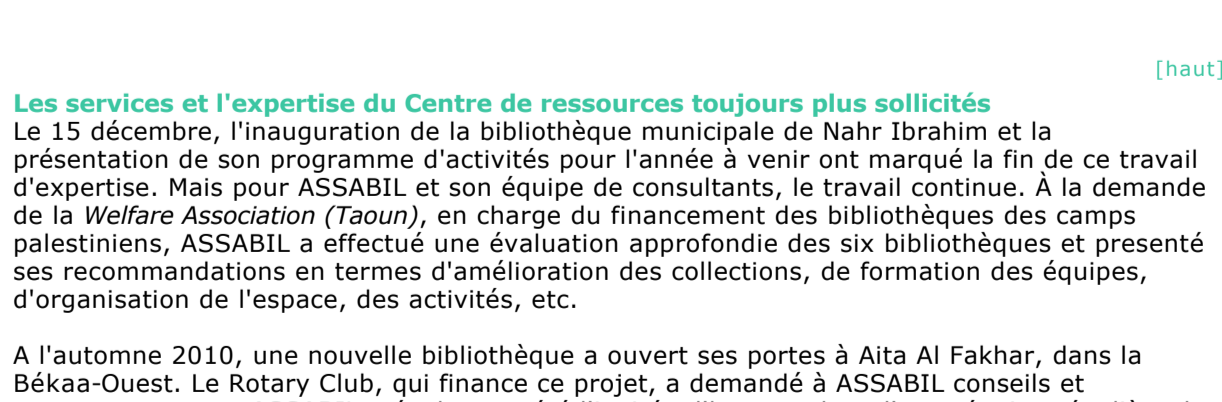 [haut]
Les services et l'expertise du Centre de ressources toujours plus sollicités
Le 15 décembre, l'inauguration de la bibliothèque municipale de Nahr Ibrahim et la
présentation de son programme d'activités pour l'année à venir ont marqué la fin de ce travail
d'expertise. Mais pour ASSABIL et son équipe de consultants, le travail continue. À la demande
de la Welfare Association (Taoun), en charge du financement des bibliothèques des camps
palestiniens, ASSABIL a effectué une évaluation approfondie des six bibliothèques et presenté
ses recommandations en termes d'amélioration des collections, de formation des équipes,
d'organisation de l'espace, des activités, etc.
A l'automne 2010, une nouvelle bibliothèque a ouvert ses portes à Aita Al Fakhar, dans la
Békaa-Ouest. Le Rotary Club, qui finance ce projet, a demandé à ASSABIL conseils et